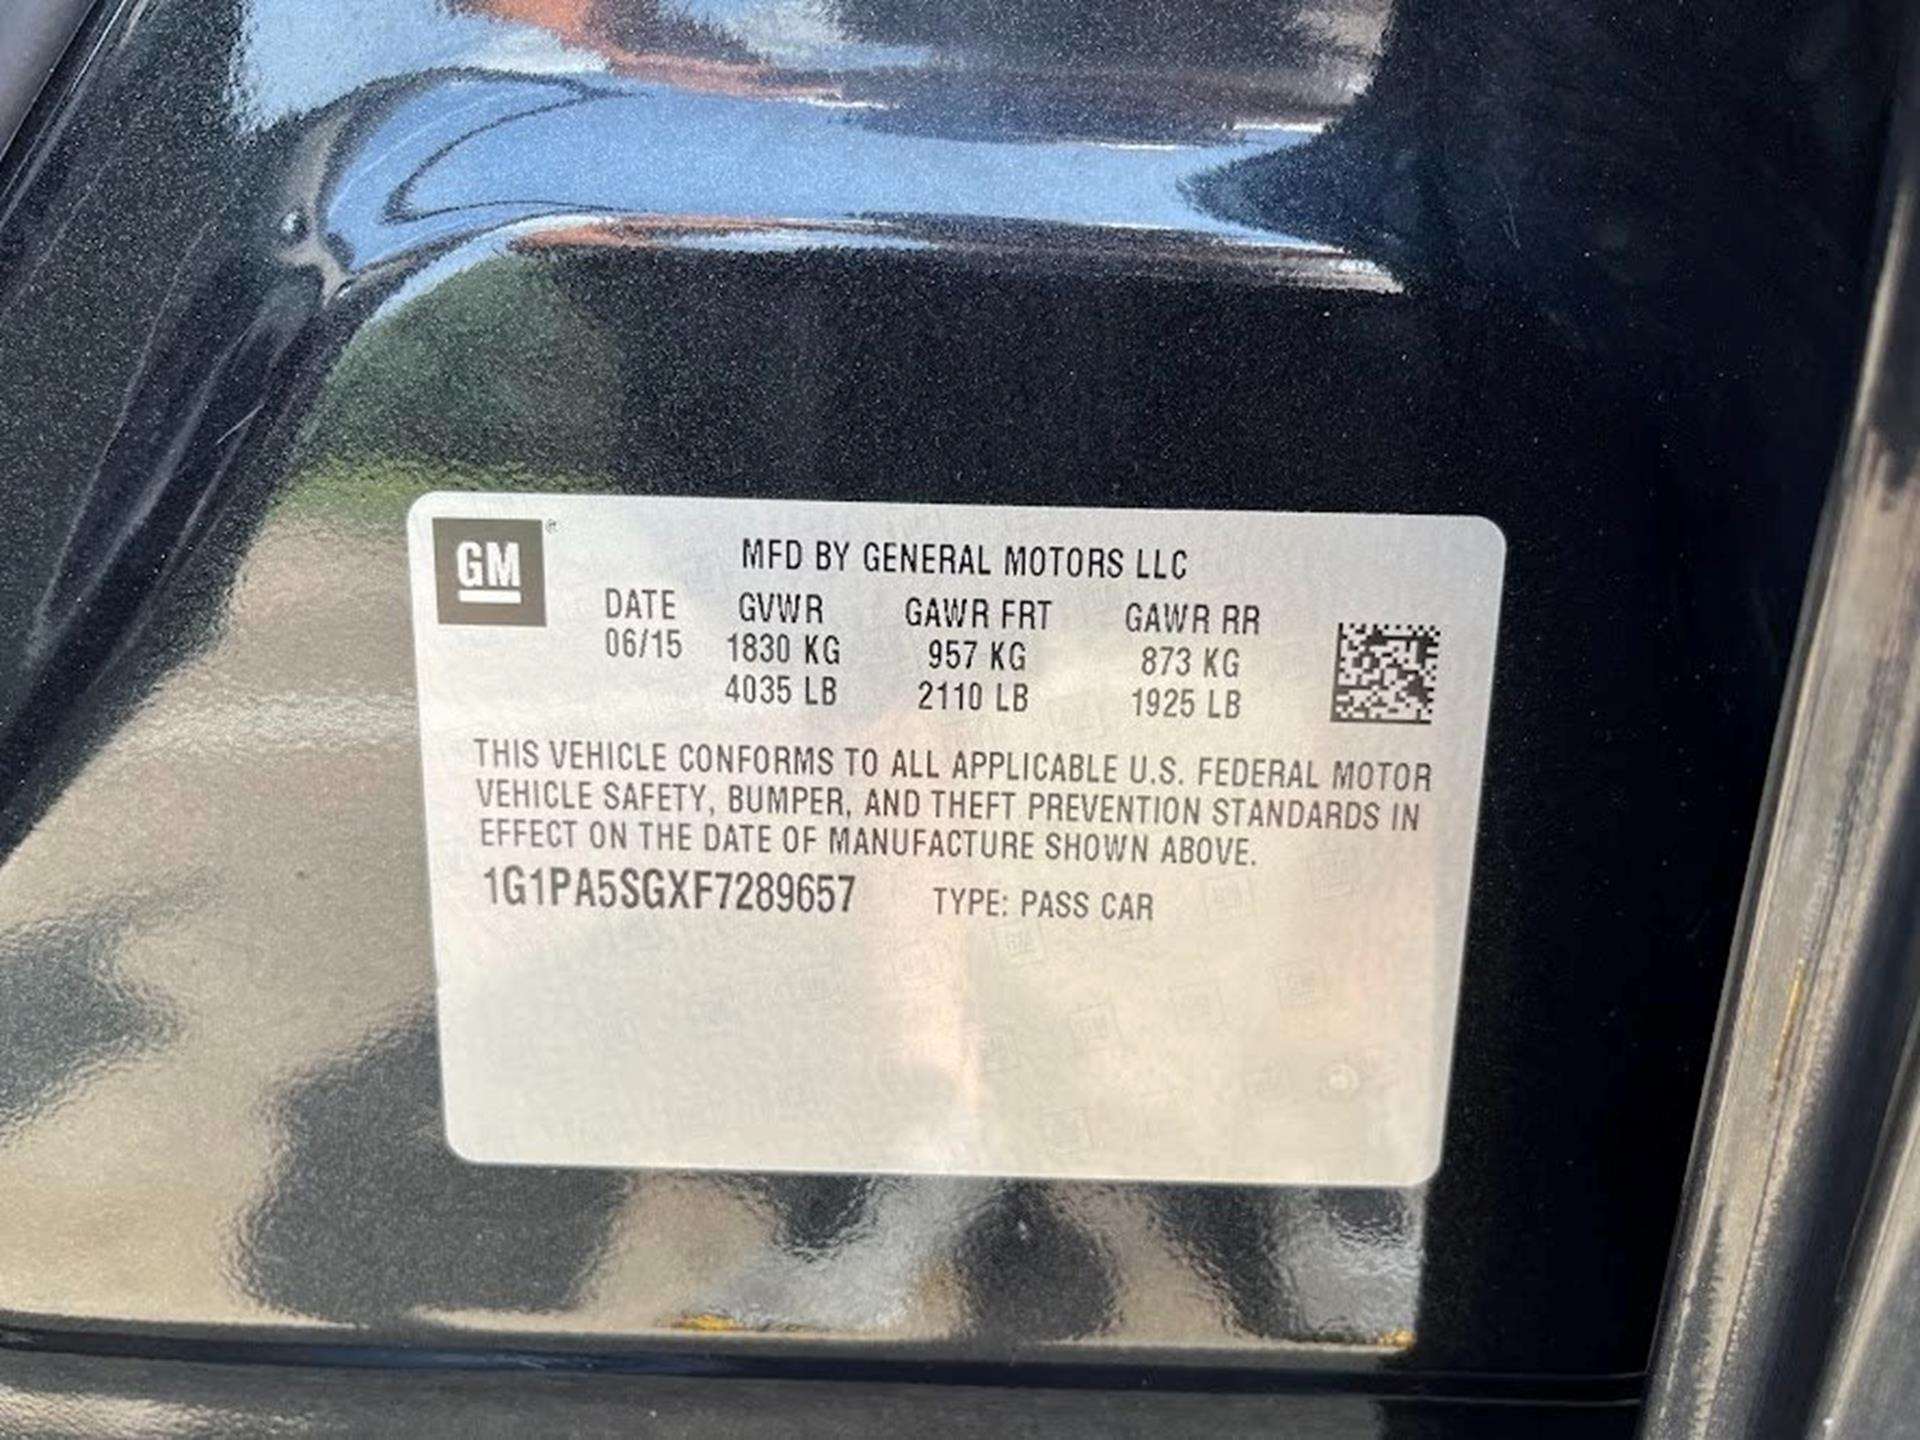 GM
MFD BY GENERAL MOTORS LLC
DATE GVWR GAWR FRT GAWR RR
06/15 1830 KG 957 KG 873 KG
4035 LB 2110 LB 1925 LB
THIS VEHICLE CONFORMS TO ALL APPLICABLE U.S. FEDERAL MOTOR
VEHICLE SAFETY, BUMPER, AND THEFT PREVENTION STANDARDS IN
EFFECT ON THE DATE OF MANUFACTURE SHOWN ABOVE.
1G1PA5SGXF7289657 TYPE: PASS CAR